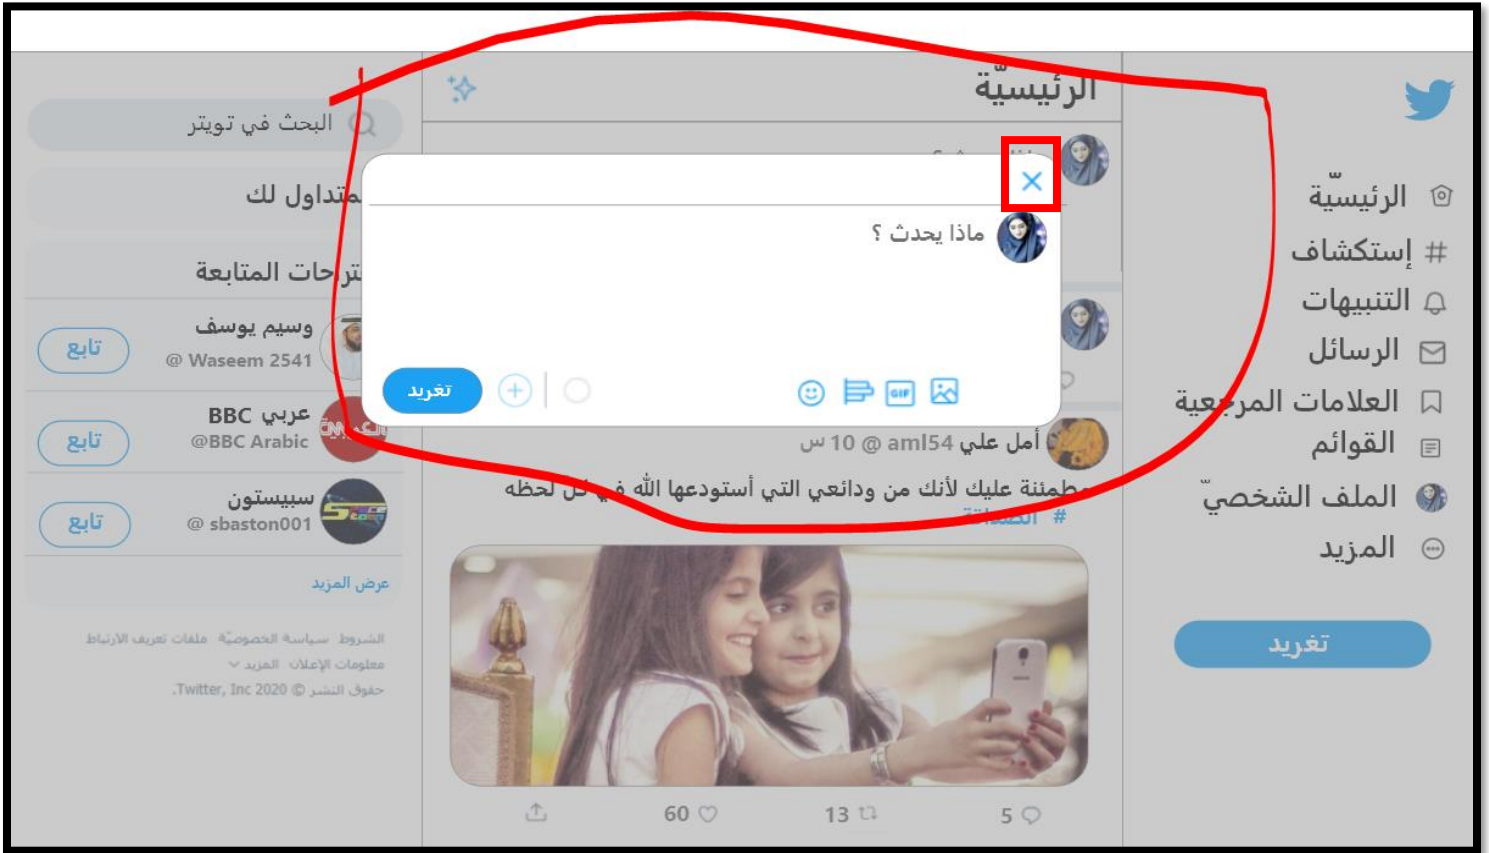 الرئيسيّة
إستكشاف
التنبيهات
الرسائل
العلامات المرجعية
القوائم
الملف الشخصيّ
المزيد
تغريد
الرئيسيّة
ماذا يحدث ؟
GIF
تغريد
أمل علي aml54 @ 10 س
مطمئنة عليك لأنك من ودائعي التي أستودعها الله في كل لحظه
# الصداقة
5
13
60
البحث في تويتر
متداول لك
المتابعة
وسيم يوسف
@ Waseem 2541
تابع
عربي BBC
@BBC Arabic
تابع
سبيستون
@ sbaston001
تابع
عرض المزيد
الشروط سياسة الخصوصيّة ملفات تعريف الارتباط
معلومات الإعلان المزيد
حقوق النشر © 2020 Twitter, Inc.